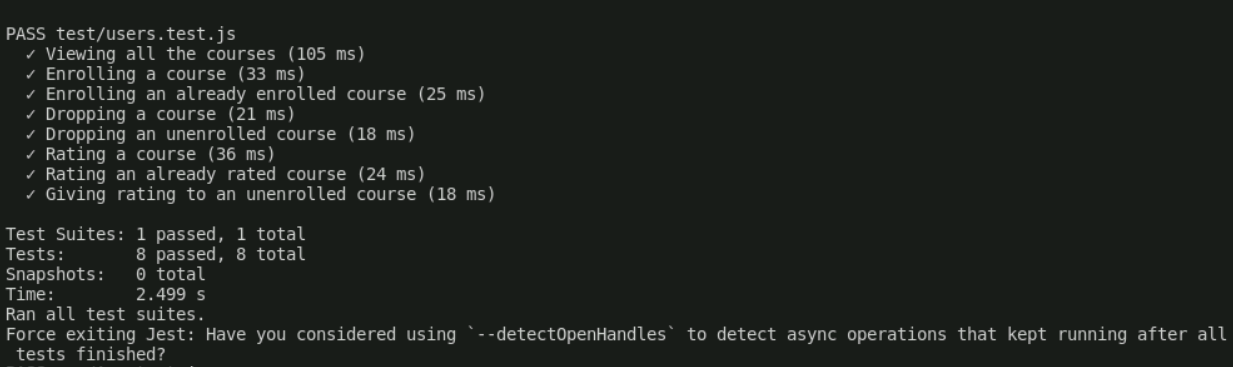 PASS test/users.test.js
✓ Viewing all the courses (105 ms)
✓ Enrolling a course (33 ms)
✓ Enrolling an already enrolled course (25 ms)
✓ Dropping a course (21 ms)
✓ Dropping an unenrolled course (18 ms)
✓ Rating a course (36 ms)
✓ Rating an already rated course (24 ms)
✓ Giving rating to an unenrolled course (18 ms)
Test Suites: 1 passed, 1 total
Tests:       8 passed, 8 total
Snapshots:   0 total
Time:        2.499 s
Ran all test suites.
Force exiting Jest: Have you considered using `--detectOpenHandles` to detect async operations that kept running after all
tests finished?